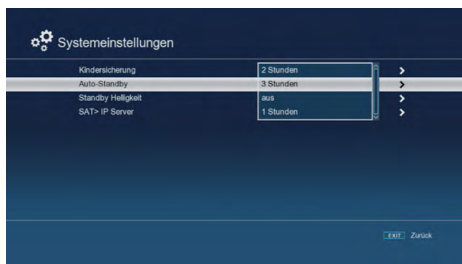 Systemeinstellungen
Kindersicherung 2 Stunden
Auto-Standby 3 Stunden
Standby Helligkeit aus
SAT> IP Server 1 Stunden
EXIT Zurück